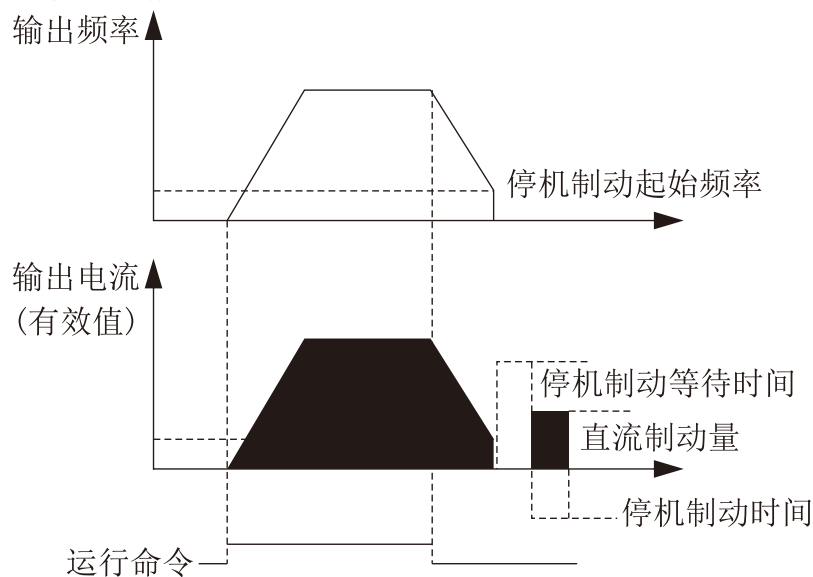 输出频率
停机制动起始频率
输出电流
(有效值)
停机制动等待时间
直流制动量
停机制动时间
运行命令